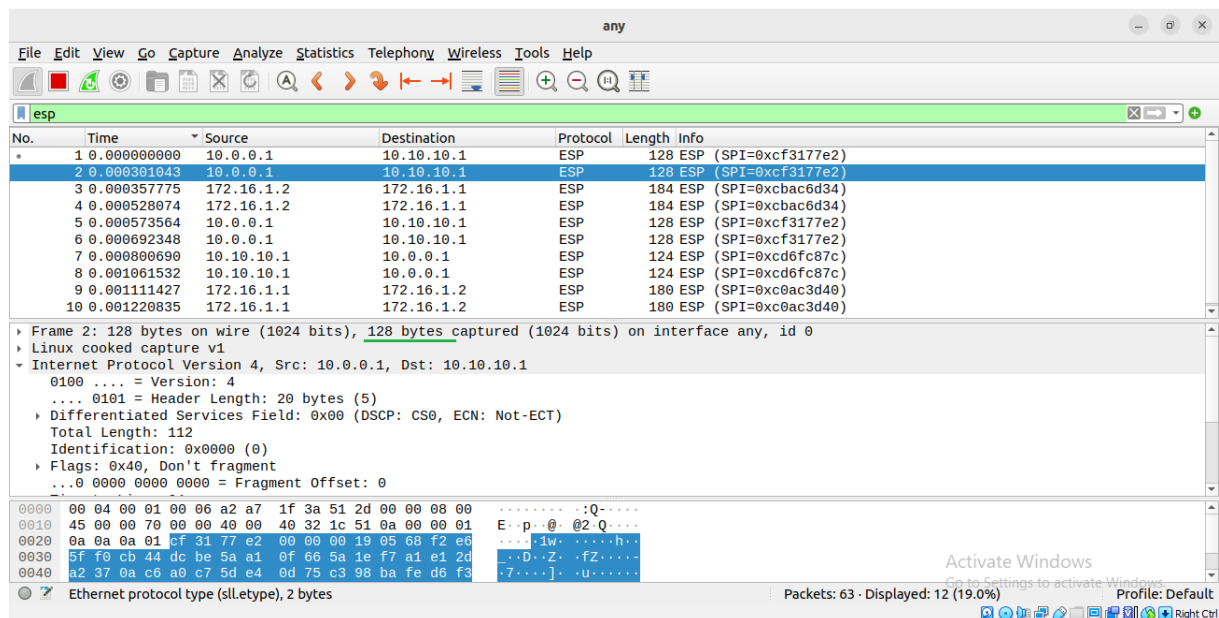 any
File Edit View Go Capture Analyze Statistics Telephony Wireless Tools Help
esp
No. Time Source Destination Protocol Length Info
1 0.000000000 10.0.0.1 10.10.10.1 ESP 128 ESP (SPI=0xcf3177e2)
2 0.000301043 10.0.0.1 10.10.10.1 ESP 128 ESP (SPI=0xcf3177e2)
3 0.000357775 172.16.1.2 172.16.1.1 ESP 184 ESP (SPI=0xcbac6d34)
4 0.000528074 172.16.1.2 172.16.1.1 ESP 184 ESP (SPI=0xcbac6d34)
5 0.000573564 10.0.0.1 10.10.10.1 ESP 128 ESP (SPI=0xcf3177e2)
6 0.000692348 10.0.0.1 10.10.10.1 ESP 128 ESP (SPI=0xcf3177e2)
7 0.000800690 10.10.10.1 10.0.0.1 ESP 124 ESP (SPI=0xcd6fc87c)
8 0.001061532 10.10.10.1 10.0.0.1 ESP 124 ESP (SPI=0xcd6fc87c)
9 0.001111427 172.16.1.1 172.16.1.2 ESP 180 ESP (SPI=0xc0ac3d40)
10 0.001220835 172.16.1.1 172.16.1.2 ESP 180 ESP (SPI=0xc0ac3d40)
Frame 2: 128 bytes on wire (1024 bits), 128 bytes captured (1024 bits) on interface any, id 0
Linux cooked capture v1
Internet Protocol Version 4, Src: 10.0.0.1, Dst: 10.10.10.1
0100 .... = Version: 4
.... 0101 = Header Length: 20 bytes (5)
Differentiated Services Field: 0x00 (DSCP: CS0, ECN: Not-ECT)
Total Length: 112
Identification: 0x0000 (0)
Flags: 0x40, Don't fragment
...0 0000 0000 0000 = Fragment Offset: 0
0000 00 04 00 01 00 06 a2 a7 1f 3a 51 2d 00 00 08 00 ········ ·:Q-····
0010 45 00 00 70 00 00 40 00 40 32 1c 51 0a 00 00 01 E··p··@· @2·Q····
0020 0a 0a 0a 01 cf 31 77 e2 00 00 00 19 05 68 f2 e6 ·····1w· ·····h··
0030 5f f0 cb 44 dc be 5a a1 0f 66 5a 1e f7 a1 e1 2d _··D··Z· ·fZ····-
0040 a2 37 0a c6 a0 c7 5d e4 0d 75 c3 98 ba fe d6 f3 ·7····]· ·u······
Activate Windows
Go to Settings to activate Windows.
Ethernet protocol type (sll.etype), 2 bytes Packets: 63 · Displayed: 12 (19.0%) Profile: Default
Right Ctrl